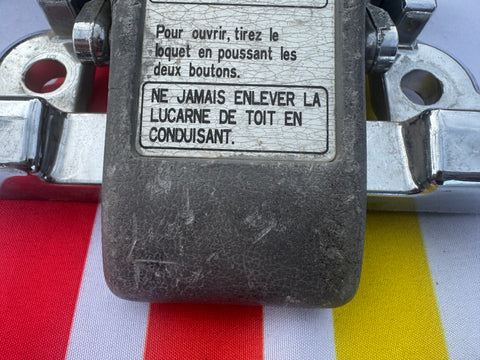 Pour ouvrir, tirez le
loquet en poussant les
deux boutons.
NE JAMAIS ENLEVER LA
LUCARNE DE TOIT EN
CONDUISANT.